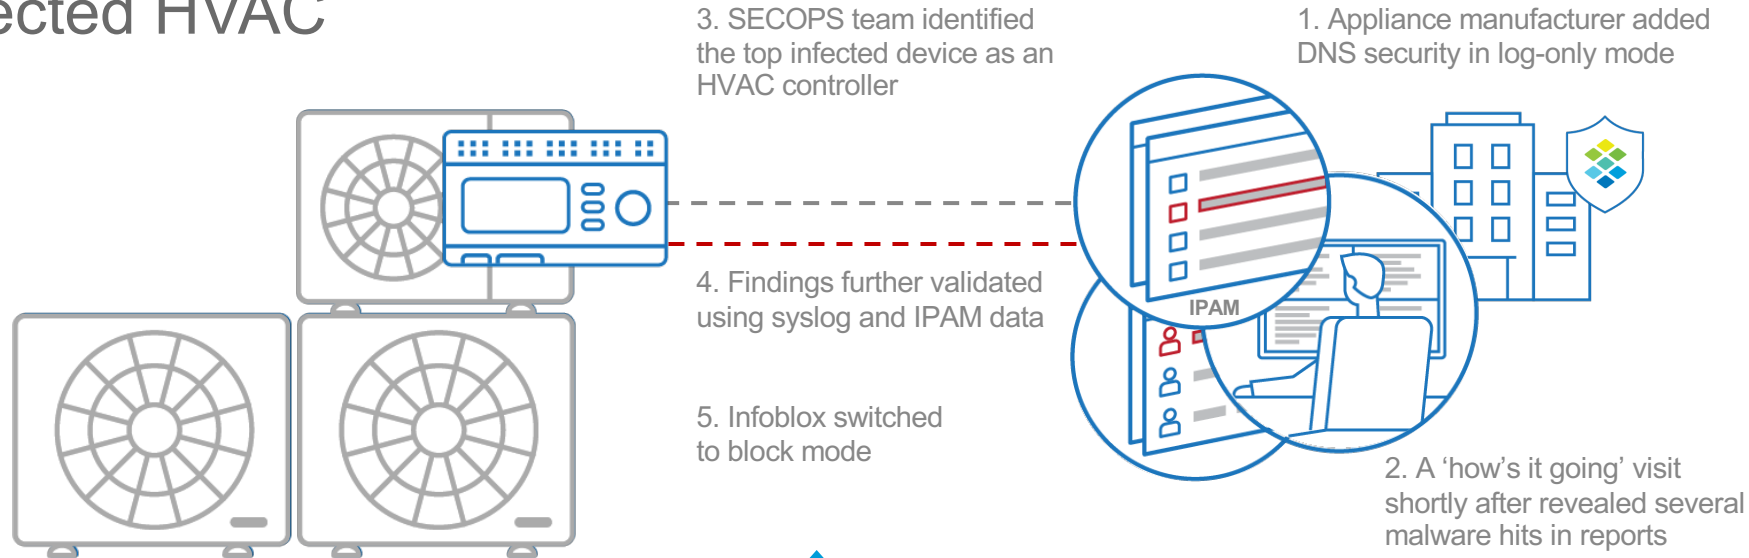 ected HVAC
3. SECOPS team identified
the top infected device as an
HVAC controller
1. Appliance manufacturer added
DNS security in log-only mode
IPAM
4. Findings further validated
using syslog and IPAM data
5. Infoblox switched
to block mode
2. A ‘how’s it going’ visit
shortly after revealed several
malware hits in reports